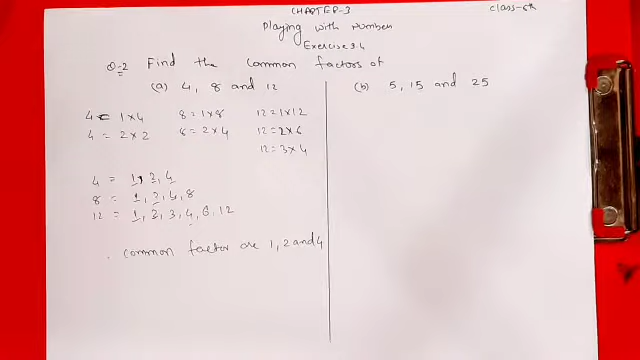 CHAPTER-3
Class-6th
Playing with Numbers
Exercise 3.4
Q-2 Find the common factors of
(a) 4, 8 and 12
4 = 1×4
4 = 2×2
8 = 1×8
8 = 2×4
12 = 1×12
12 = 2×6
12 = 3×4
4 = 1, 2, 4
8 = 1, 2, 4, 8
12 = 1, 2, 3, 4, 6, 12
common factor are 1, 2 and 4
(b) 5, 15 and 25